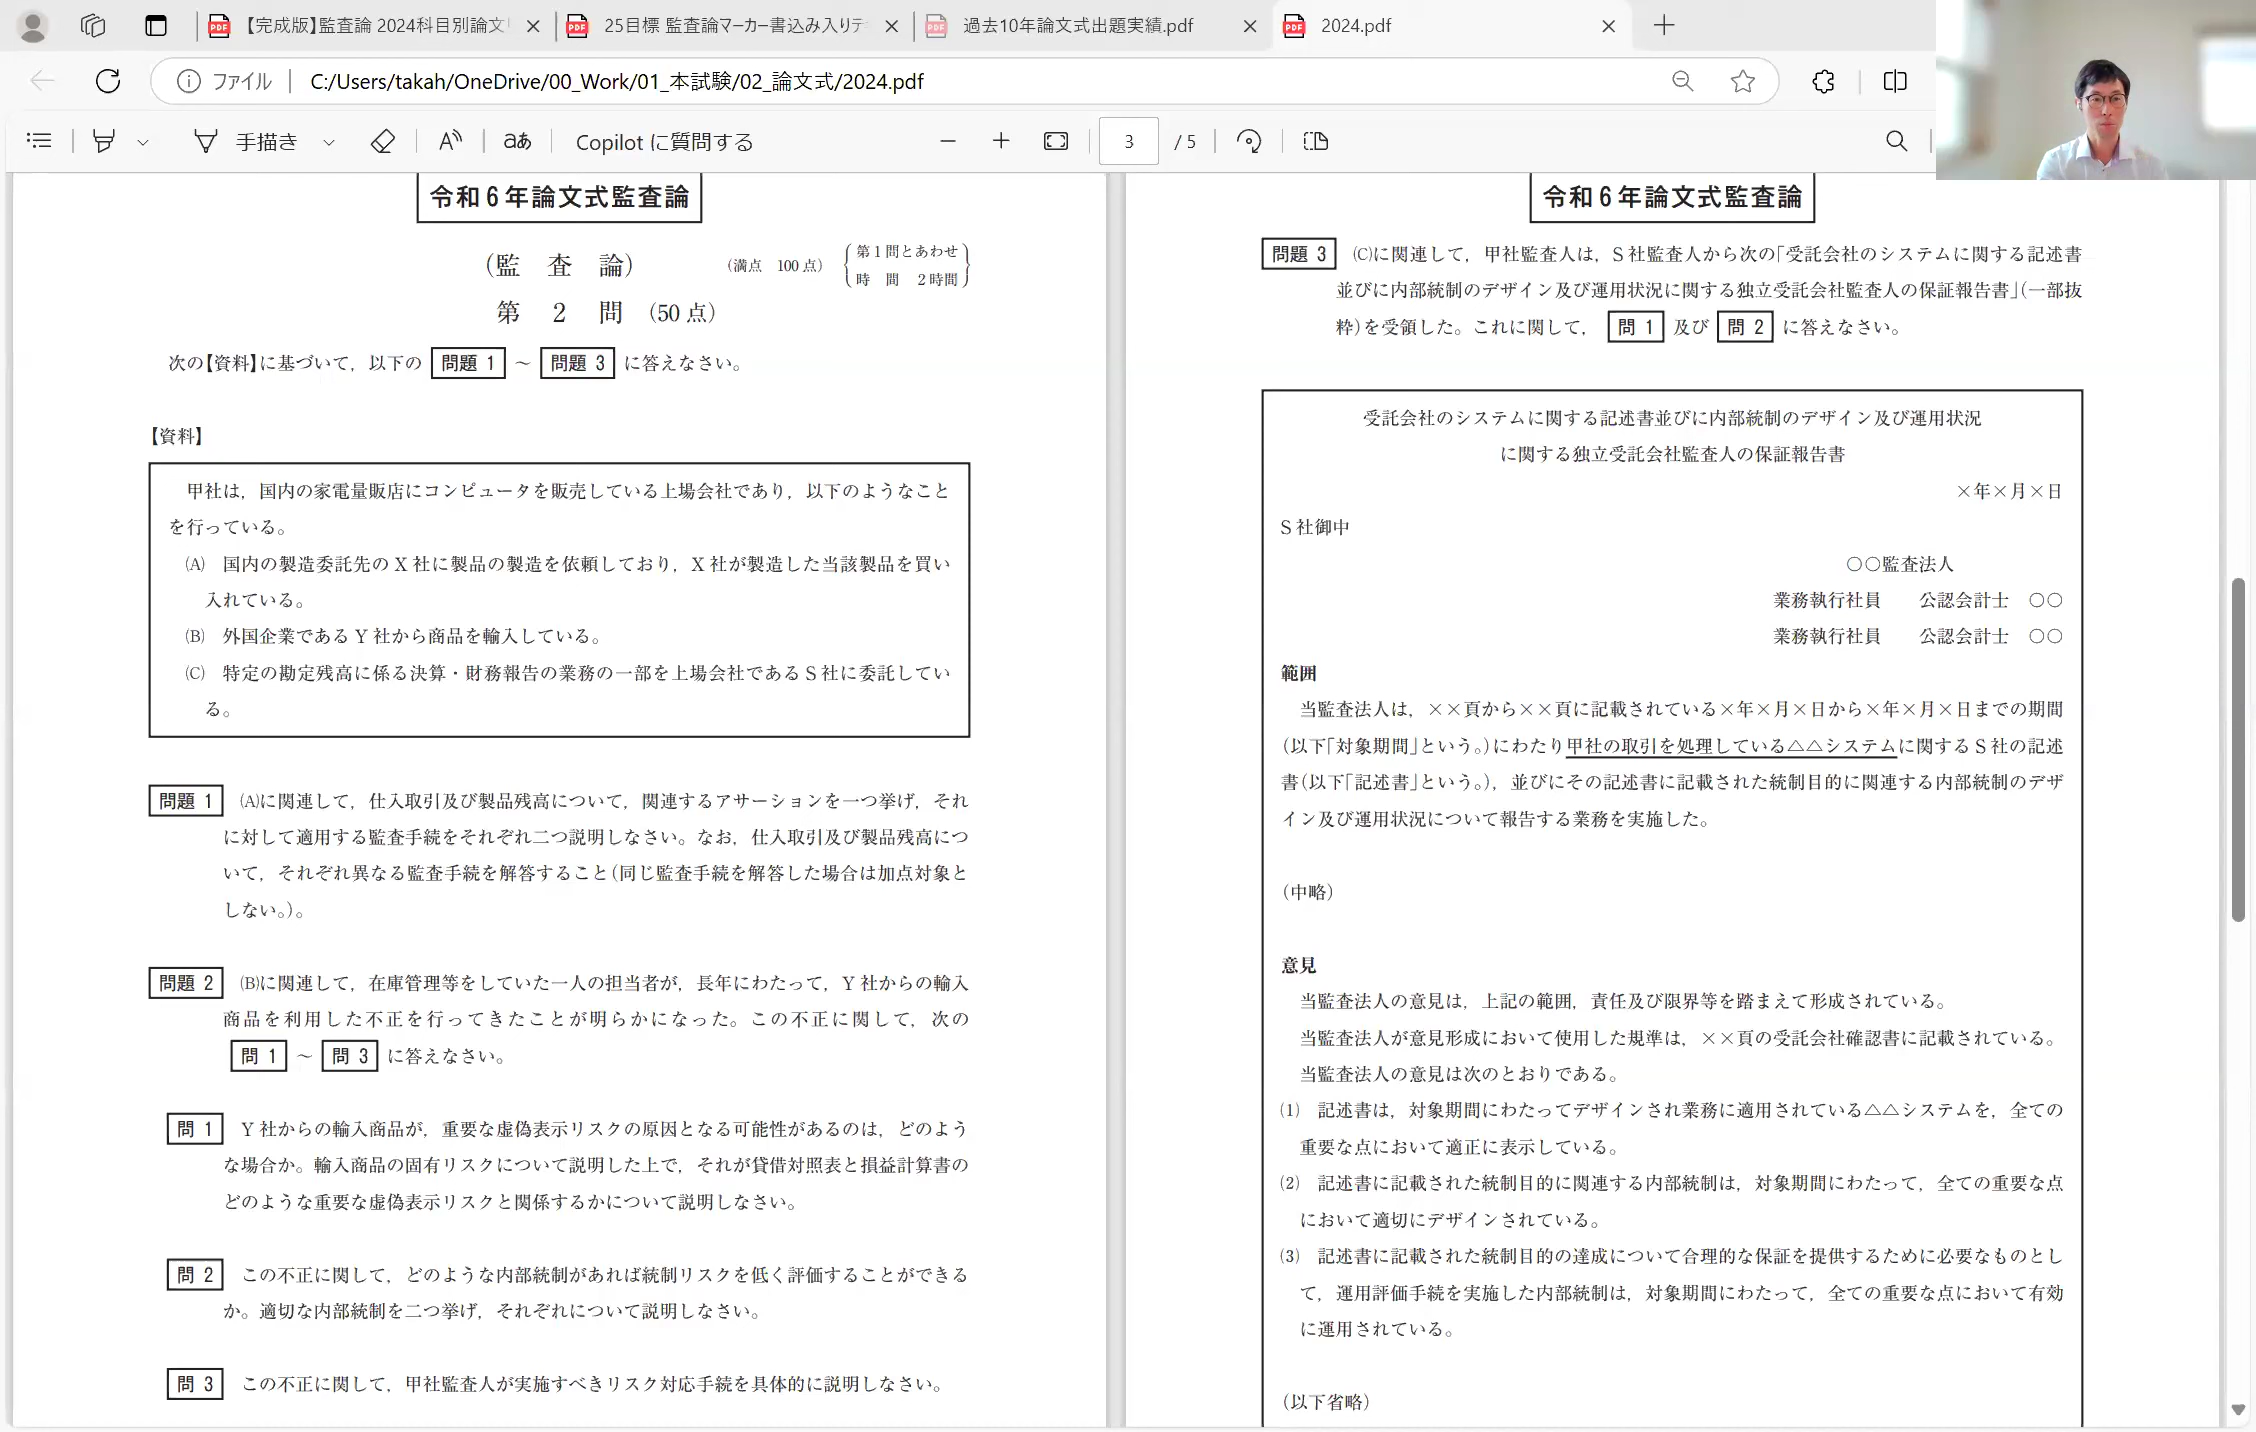 【完成版】監査論 2024科目別論文
25目標 監査論マーカー書込み入りテ
過去10年論文式出題実績.pdf
2024.pdf
ファイル
C:/Users/takah/OneDrive/00_Work/01_本試験/02_論文式/2024.pdf
手描き
aあ
Copilot に質問する
3 / 5
令和６年論文式監査論
（監 査 論）
（満点 100 点）
第１問とあわせ
時 間 ２時間
第 2 問 （50 点）
次の【資料】に基づいて，以下の 問題 1 ～ 問題 3 に答えなさい。
【資料】
甲社は，国内の家電量販店にコンピュータを販売している上場会社であり，以下のようなこと
を行っている。
(A) 国内の製造委託先の X 社に製品の製造を依頼しており，X 社が製造した当該製品を買い
入れている。
(B) 外国企業である Y 社から商品を輸入している。
(C) 特定の勘定残高に係る決算・財務報告の業務の一部を上場会社である S 社に委託してい
る。
問題 1 (A)に関連して，仕入取引及び製品残高について，関連するアサーションを一つ挙げ，それ
に対して適用する監査手続をそれぞれ二つ説明しなさい。なお，仕入取引及び製品残高につ
いて，それぞれ異なる監査手続を解答すること（同じ監査手続を解答した場合は加点対象と
しない。）。
問題 2 (B)に関連して，在庫管理等をしていた一人の担当者が，長年にわたって，Y 社からの輸入
商品を利用した不正を行ってきたことが明らかになった。この不正に関して，次の
問 1 ～ 問 3 に答えなさい。
問 1 Y 社からの輸入商品が，重要な虚偽表示リスクの原因となる可能性があるのは，どのよう
な場合か。輸入商品の固有リスクについて説明した上で，それが貸借対照表と損益計算書の
どのような重要な虚偽表示リスクと関係するかについて説明しなさい。
問 2 この不正に関して，どのような内部統制があれば統制リスクを低く評価することができる
か。適切な内部統制を二つ挙げ，それぞれについて説明しなさい。
問 3 この不正に関して，甲社監査人が実施すべきリスク対応手続を具体的に説明しなさい。
令和６年論文式監査論
問題 3 (C)に関連して，甲社監査人は，S 社監査人から次の「受託会社のシステムに関する記述書
並びに内部統制のデザイン及び運用状況に関する独立受託会社監査人の保証報告書」（一部抜
粋）を受領した。これに関して， 問 1 及び 問 2 に答えなさい。
受託会社のシステムに関する記述書並びに内部統制のデザイン及び運用状況
に関する独立受託会社監査人の保証報告書
×年×月×日
S 社御中
○○監査法人
業務執行社員 公認会計士 ○○
業務執行社員 公認会計士 ○○
範囲
当監査法人は，××頁から××頁に記載されている×年×月×日から×年×月×日までの期間
（以下「対象期間」という。）にわたり甲社の取引を処理している△△システムに関する S 社の記述
書（以下「記述書」という。），並びにその記述書に記載された統制目的に関連する内部統制のデザ
イン及び運用状況について報告する業務を実施した。
（中略）
意見
当監査法人の意見は，上記の範囲，責任及び限界等を踏まえて形成されている。
当監査法人が意見形成において使用した規準は，××頁の受託会社確認書に記載されている。
当監査法人の意見は次のとおりである。
(1) 記述書は，対象期間にわたってデザインされ業務に適用されている△△システムを，全ての
重要な点において適正に表示している。
(2) 記述書に記載された統制目的に関連する内部統制は，対象期間にわたって，全ての重要な点
において適切にデザインされている。
(3) 記述書に記載された統制目的の達成について合理的な保証を提供するために必要なものとし
て，運用評価手続を実施した内部統制は，対象期間にわたって，全ての重要な点において有効
に運用されている。
（以下省略）